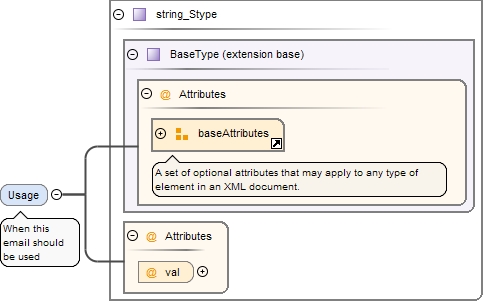 string_Stype
BaseType (extension base)
@ Attributes
baseAttributes
A set of optional attributes that may apply to any type of
element in an XML document.
Usage
When this
email should
be used
@ Attributes
@ val